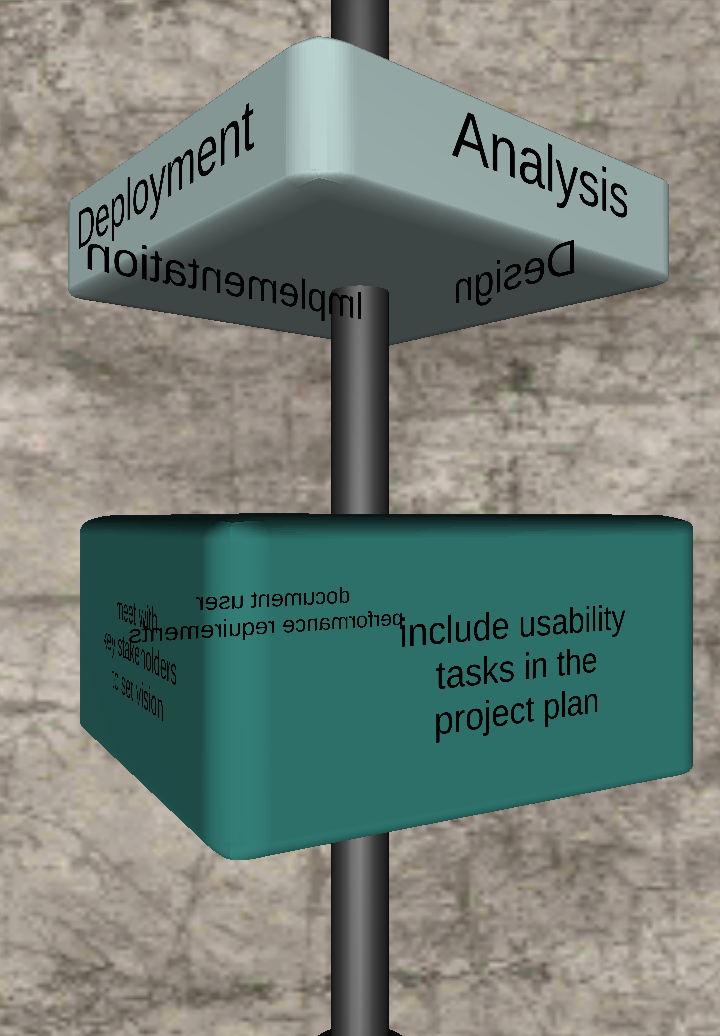 Deployment
Analysis
Implementation
Design
meet with
key stakeholders
to set vision
document user
performance requirements
include usability
tasks in the
project plan